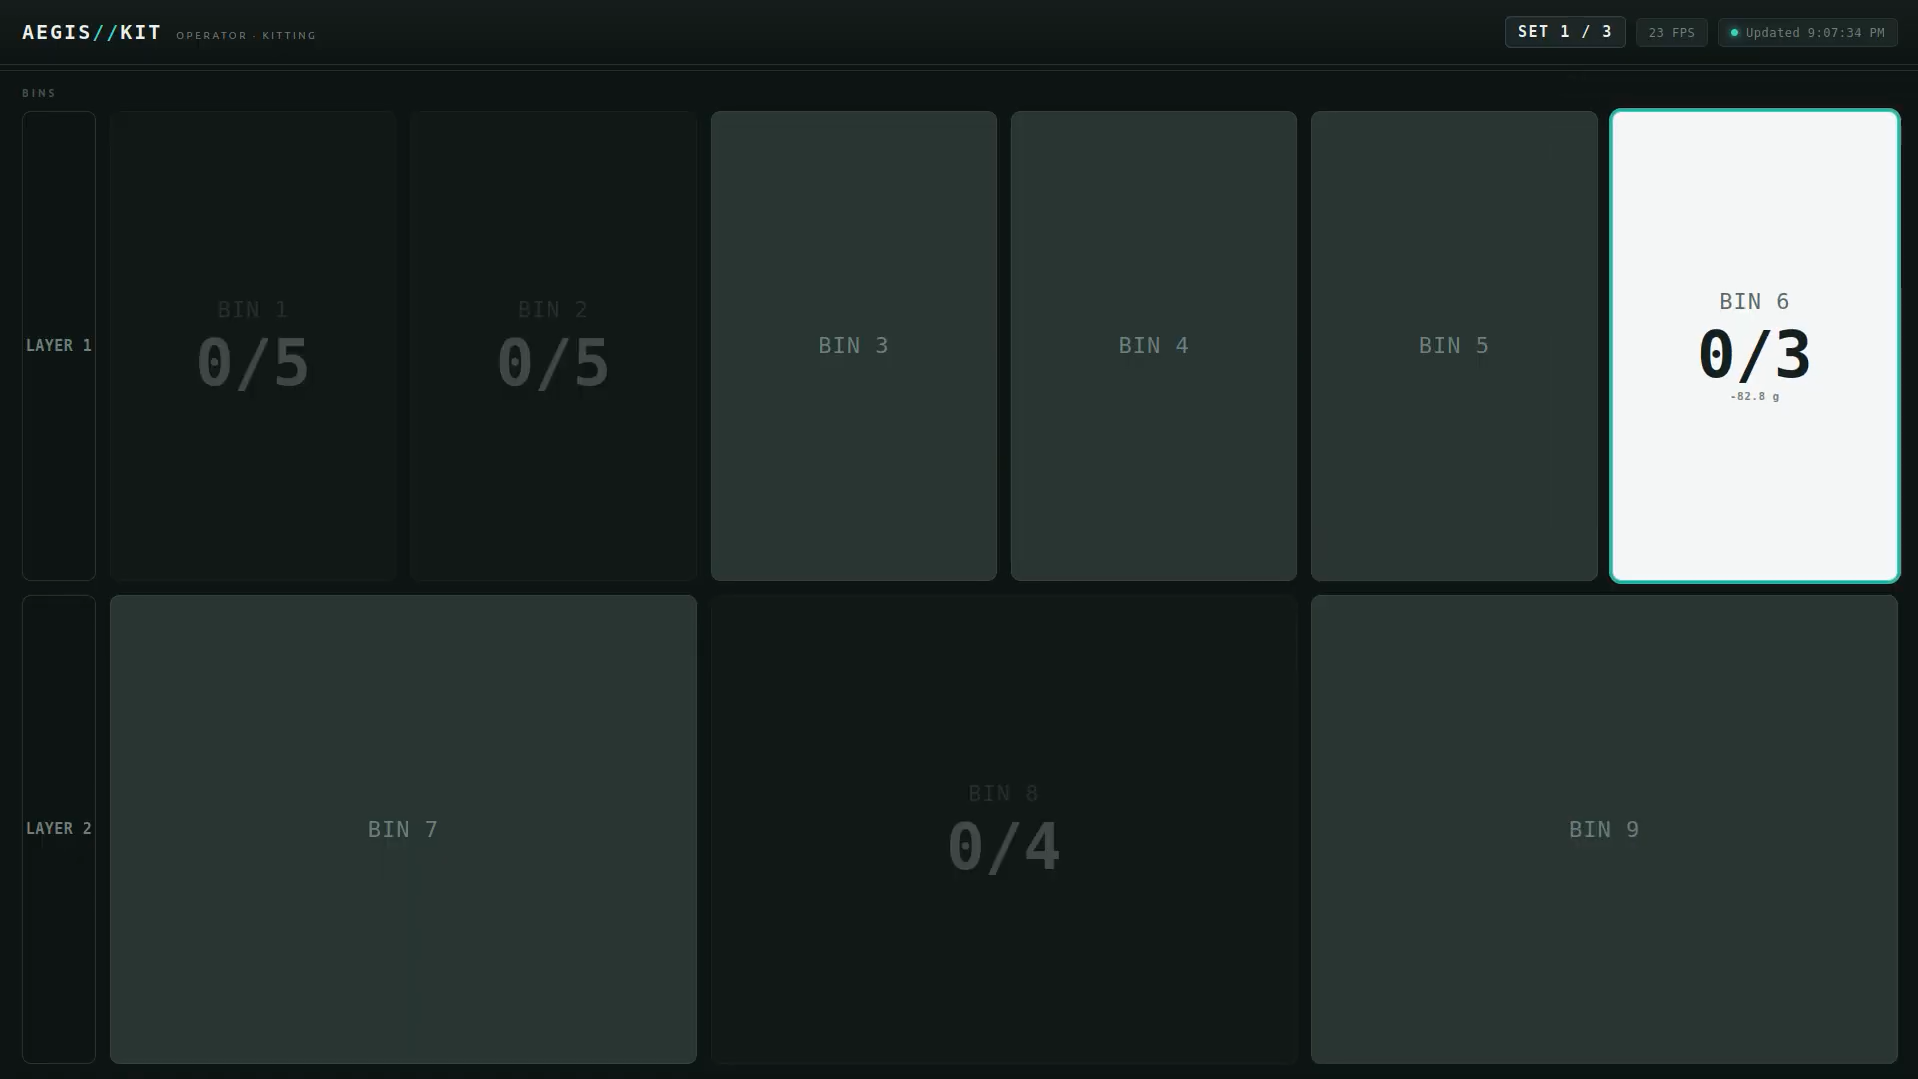 AEGIS//KIT OPERATOR · KITTING
SET 1 / 3
23 FPS
Updated 9:07:34 PM
BINS
LAYER 1
BIN 1
0/5
BIN 2
0/5
BIN 3
BIN 4
BIN 5
BIN 6
0/3
-82.8 g
LAYER 2
BIN 7
BIN 8
0/4
BIN 9